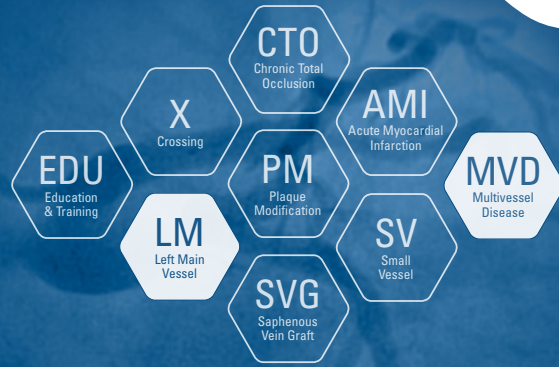 CTO
Chronic Total
Occlusion
X
Crossing
AMI
Acute Myocardial
Infarction
EDU
Education
& Training
PM
Plaque
Modification
MVD
Multivessel
Disease
LM
Left Main
Vessel
SV
Small
Vessel
SVG
Saphenous
Vein Graft